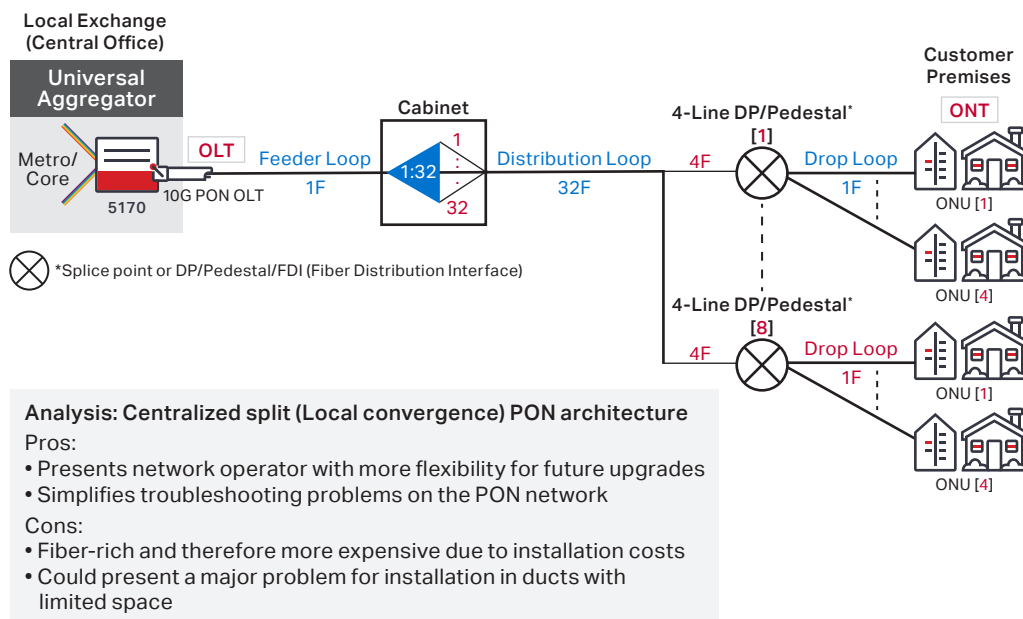 Local Exchange
(Central Office)
Universal
Aggregator
Metro/
Core
5170
OLT
10G PON OLT
Feeder Loop
1F
Cabinet
1:32
1
:
:
32
Distribution Loop
32F
4-Line DP/Pedestal*
[1]
4F
Drop Loop
1F
Customer
Premises
ONT
ONU [1]
ONU [4]
*Splice point or DP/Pedestal/FDI (Fiber Distribution Interface)
4-Line DP/Pedestal*
[8]
4F
Drop Loop
1F
ONU [1]
ONU [4]
Analysis: Centralized split (Local convergence) PON architecture
Pros:
• Presents network operator with more flexibility for future upgrades
• Simplifies troubleshooting problems on the PON network
Cons:
• Fiber-rich and therefore more expensive due to installation costs
• Could present a major problem for installation in ducts with
limited space